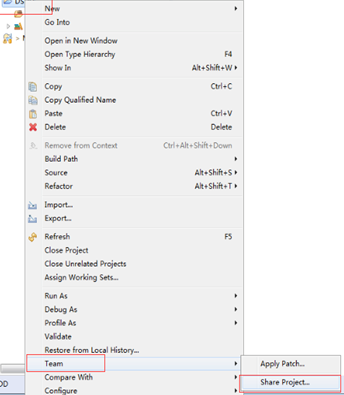 DS
New
Go Into
Open in New Window
Open Type Hierarchy F4
Show In Alt+Shift+W
Copy Ctrl+C
Copy Qualified Name
Paste Ctrl+V
Delete Delete
Remove from Context Ctrl+Alt+Shift+Down
Build Path
Source Alt+Shift+S
Refactor Alt+Shift+T
Import...
Export...
Refresh F5
Close Project
Close Unrelated Projects
Assign Working Sets...
Run As
Debug As
Profile As
Validate
Restore from Local History...
Team Apply Patch...
Compare With Share Project...
Configure